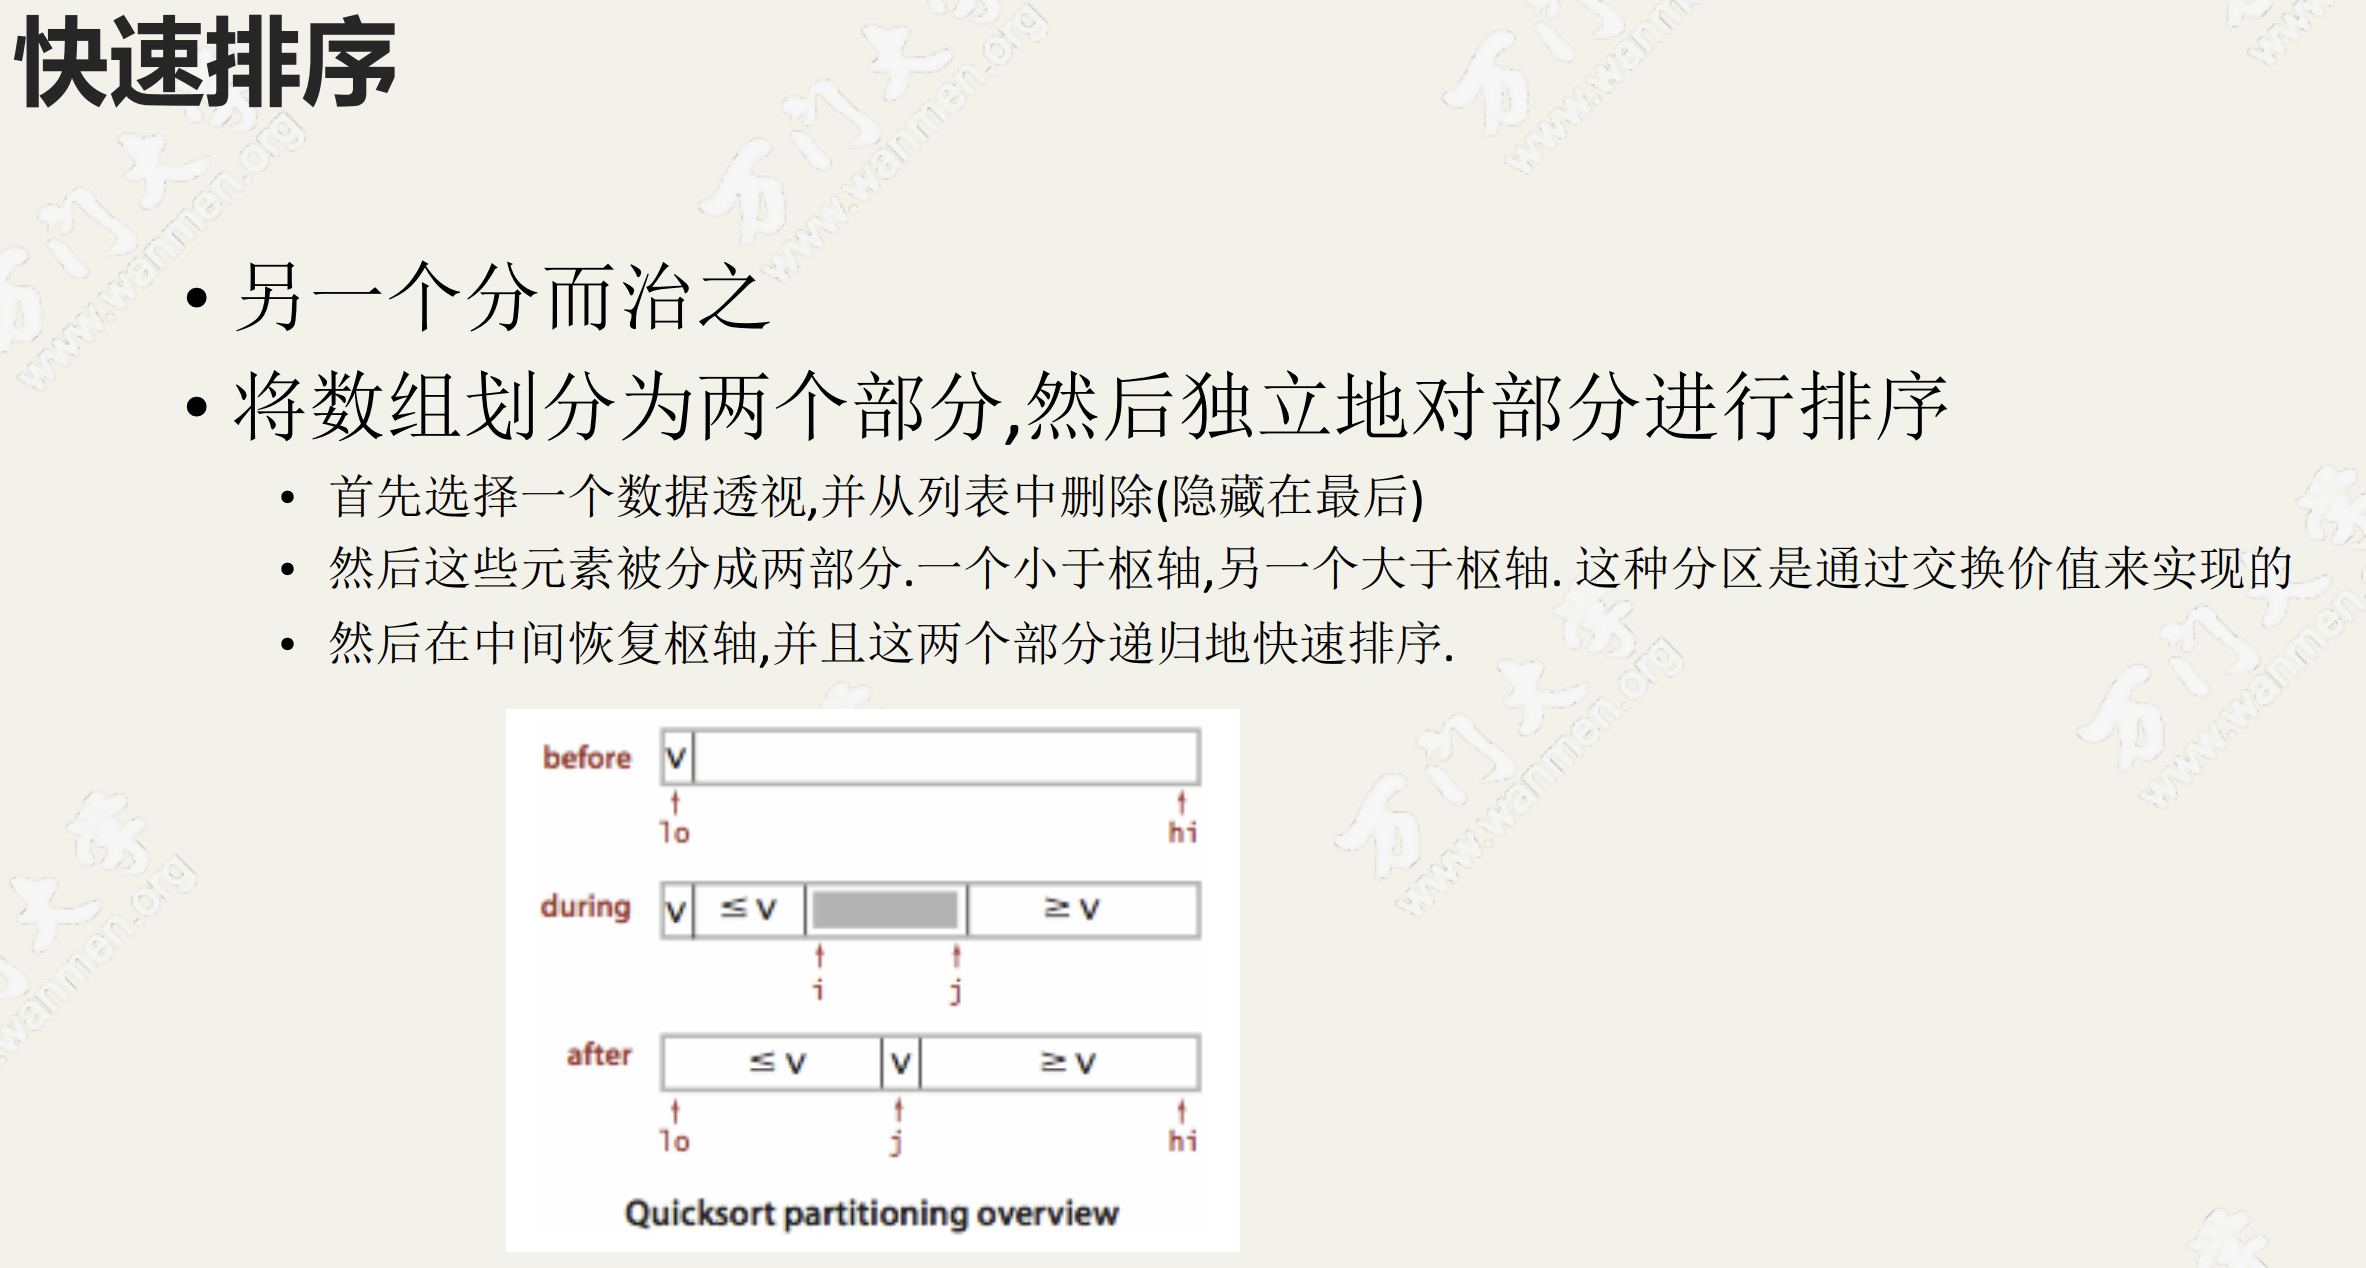 快速排序
• 另一个分而治之
• 将数组划分为两个部分,然后独立地对部分进行排序
• 首先选择一个数据透视,并从列表中删除(隐藏在最后)
• 然后这些元素被分成两部分.一个小于枢轴,另一个大于枢轴. 这种分区是通过交换价值来实现的
• 然后在中间恢复枢轴,并且这两个部分递归地快速排序.
before v
lo hi
during v ≤ v ≥ v
i j
after ≤ v v ≥ v
lo j hi
Quicksort partitioning overview
万门大学
www.wanmen.org